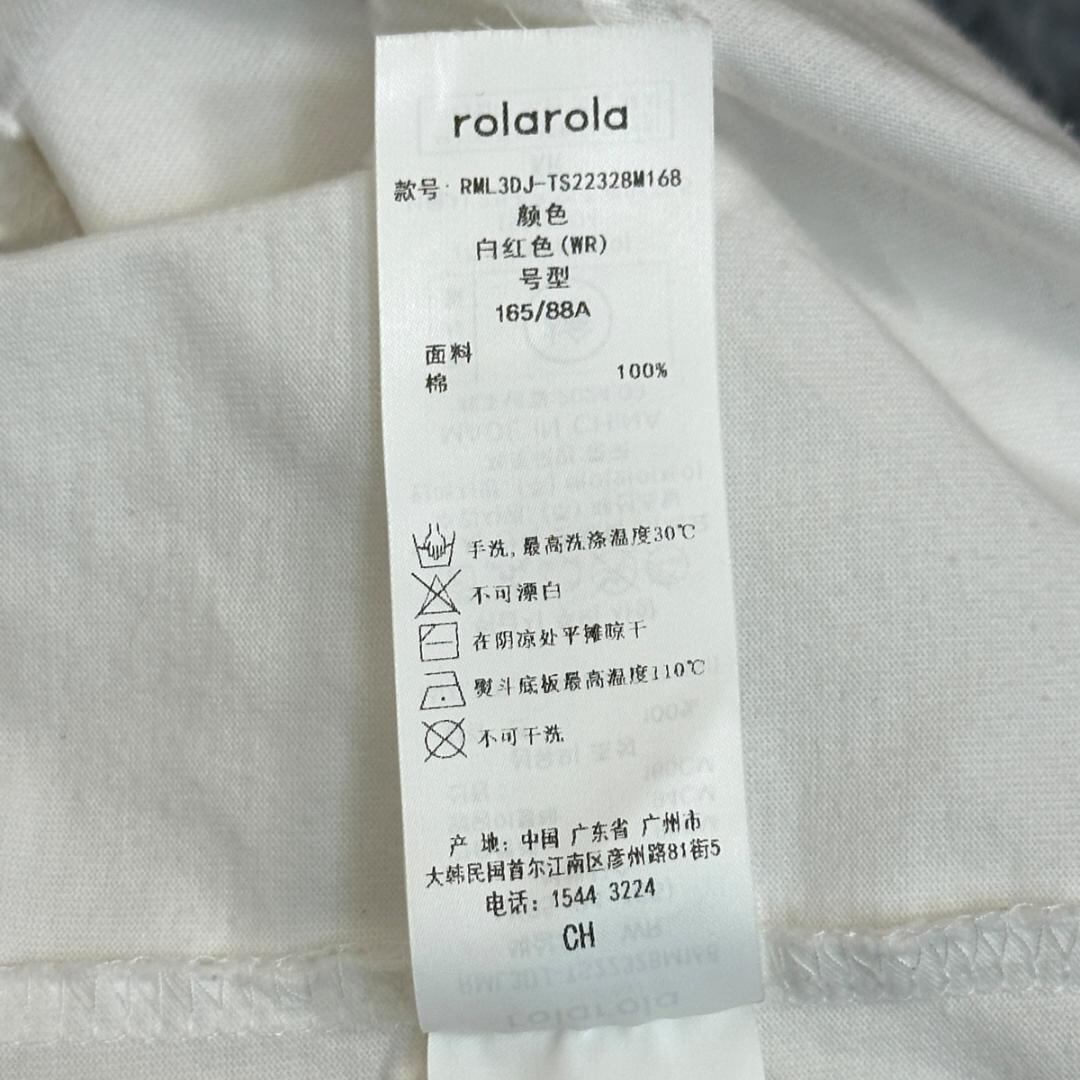 rolarola
款号: RML3DJ-TS22328M168
颜色
白红色(WR)
号型
165/88A
面料
棉 100%
手洗,最高洗涤温度30℃
不可漂白
在阴凉处平摊晾干
熨斗底板最高温度110℃
不可干洗
产 地: 中国 广东省 广州市
大韩民国首尔江南区彦州路81街5
电话: 1544 3224
CH